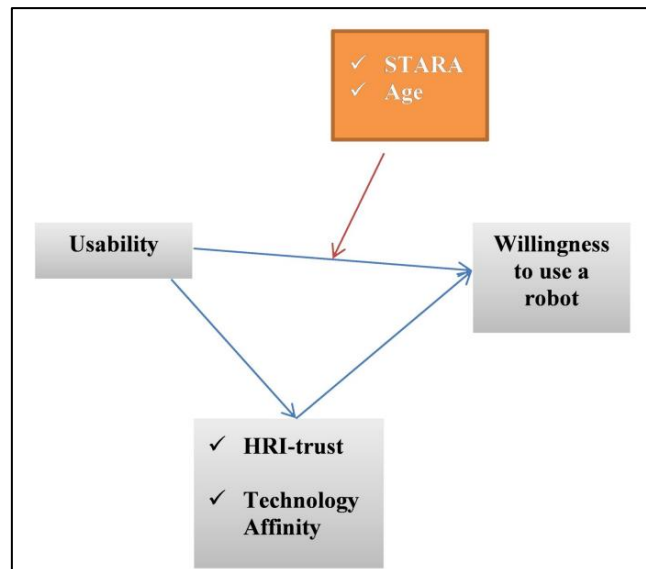 ✓ STARA
✓ Age
Usability
Willingness
to use a
robot
✓ HRI-trust
✓ Technology
Affinity